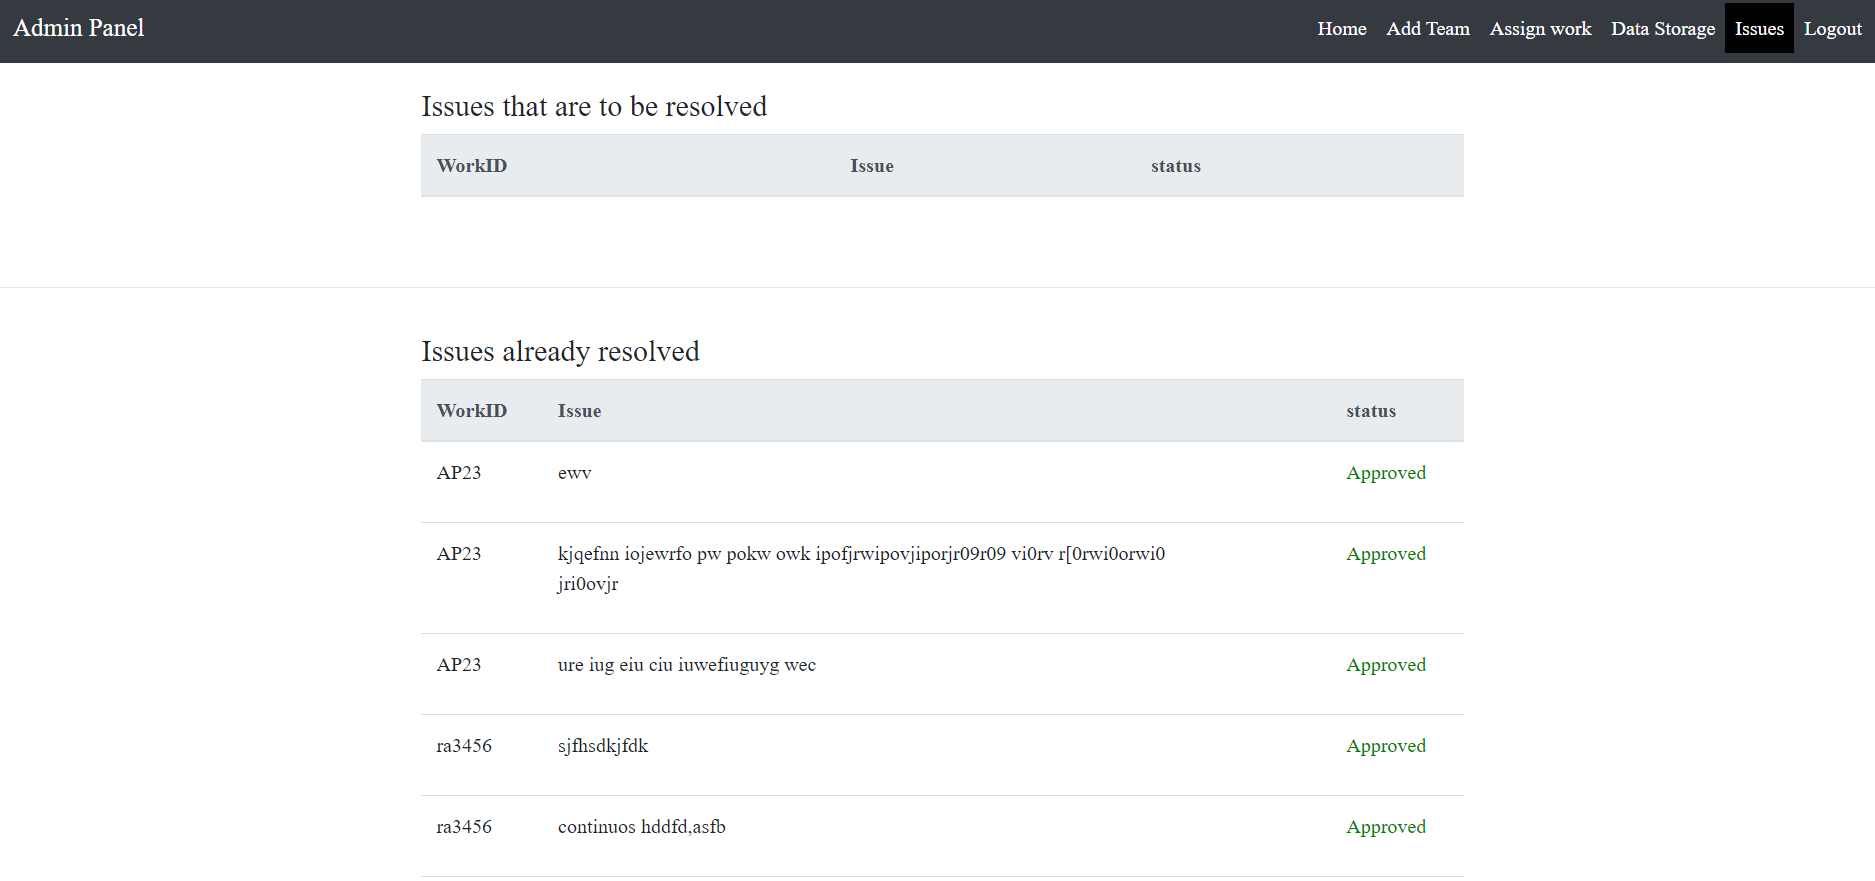 Admin Panel Home Add Team Assign work Data Storage Issues Logout
Issues that are to be resolved
WorkID Issue status
Issues already resolved
WorkID Issue status
AP23 ewv Approved
AP23 kjqefnn iojewrfo pw pokw owk ipofjrwipovjiporjr09r09 vi0rv r[0rwi0orwi0 Approved
jri0ovjr
AP23 ure iug eiu ciu iuwefiuguyg wec Approved
ra3456 sjfhsdkjfdk Approved
ra3456 continuos hddfd,asfb Approved